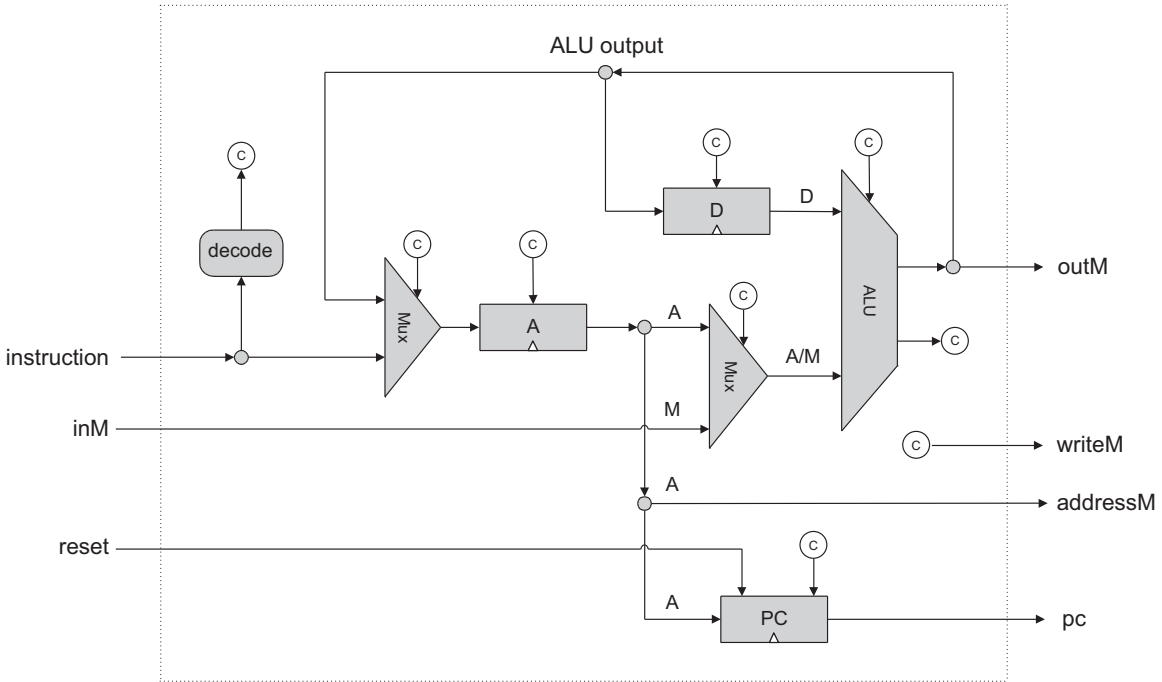 ALU output
C
C
C
D
D
decode
C
C
C
outM
ALU
Mux
A
A
Mux
A/M
C
instruction
M
inM
C
writeM
A
addressM
reset
C
A
PC
pc